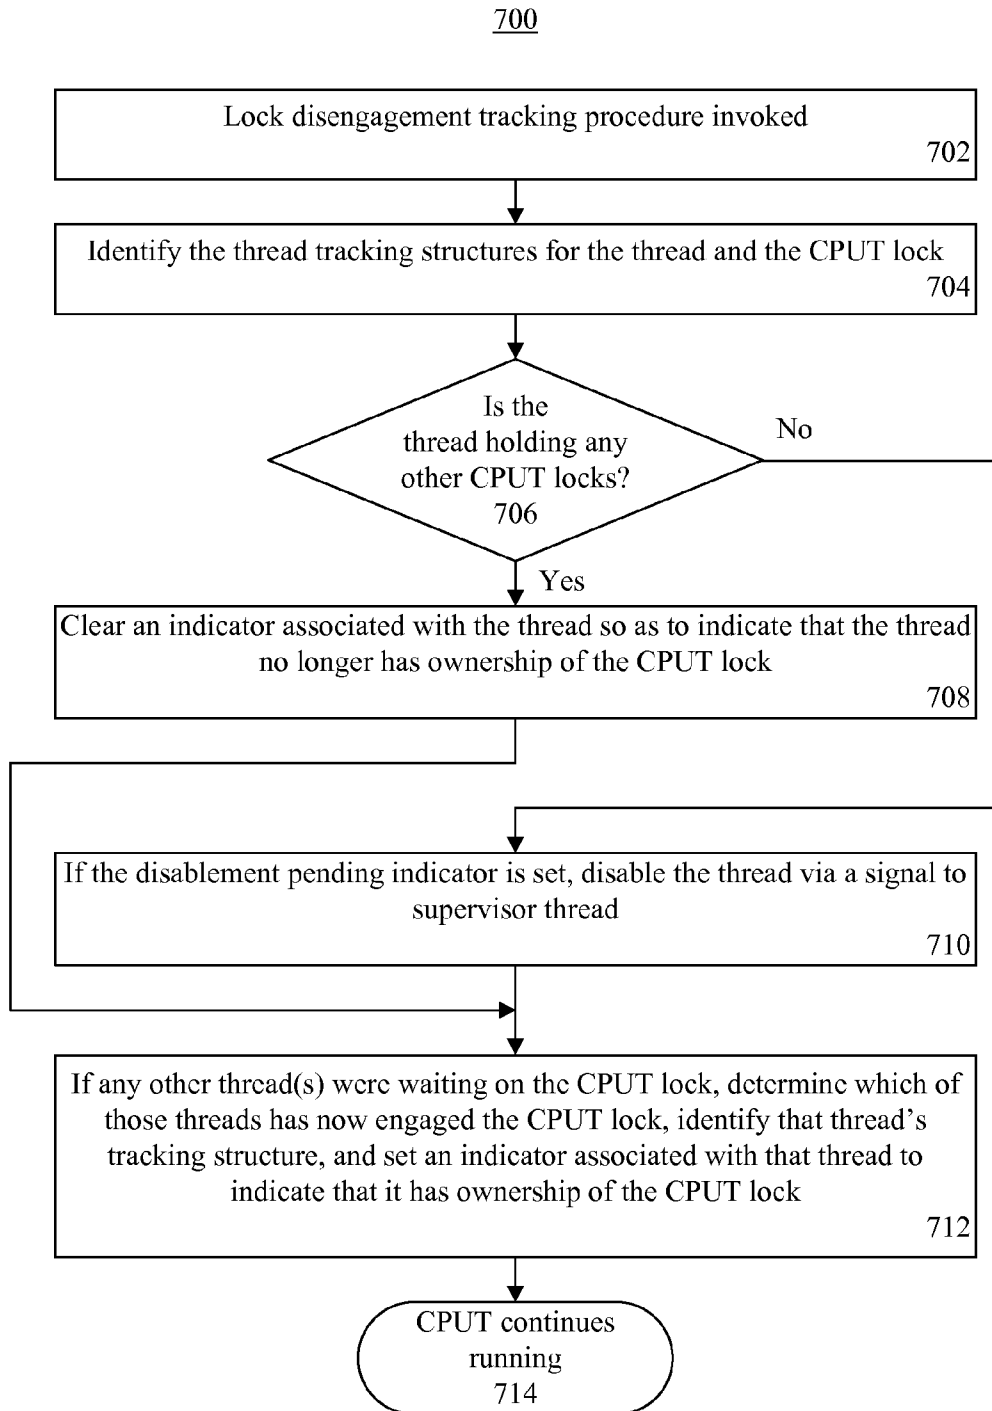 700
Lock disengagement tracking procedure invoked
702
Identify the thread tracking structures for the thread and the CPUT lock
704
Is the
thread holding any
other CPUT locks?
706
No
Yes
Clear an indicator associated with the thread so as to indicate that the thread
no longer has ownership of the CPUT lock
708
If the disablement pending indicator is set, disable the thread via a signal to
supervisor thread
710
If any other thread(s) were waiting on the CPUT lock, determine which of
those threads has now engaged the CPUT lock, identify that thread's
tracking structure, and set an indicator associated with that thread to
indicate that it has ownership of the CPUT lock
712
CPUT continues
running
714